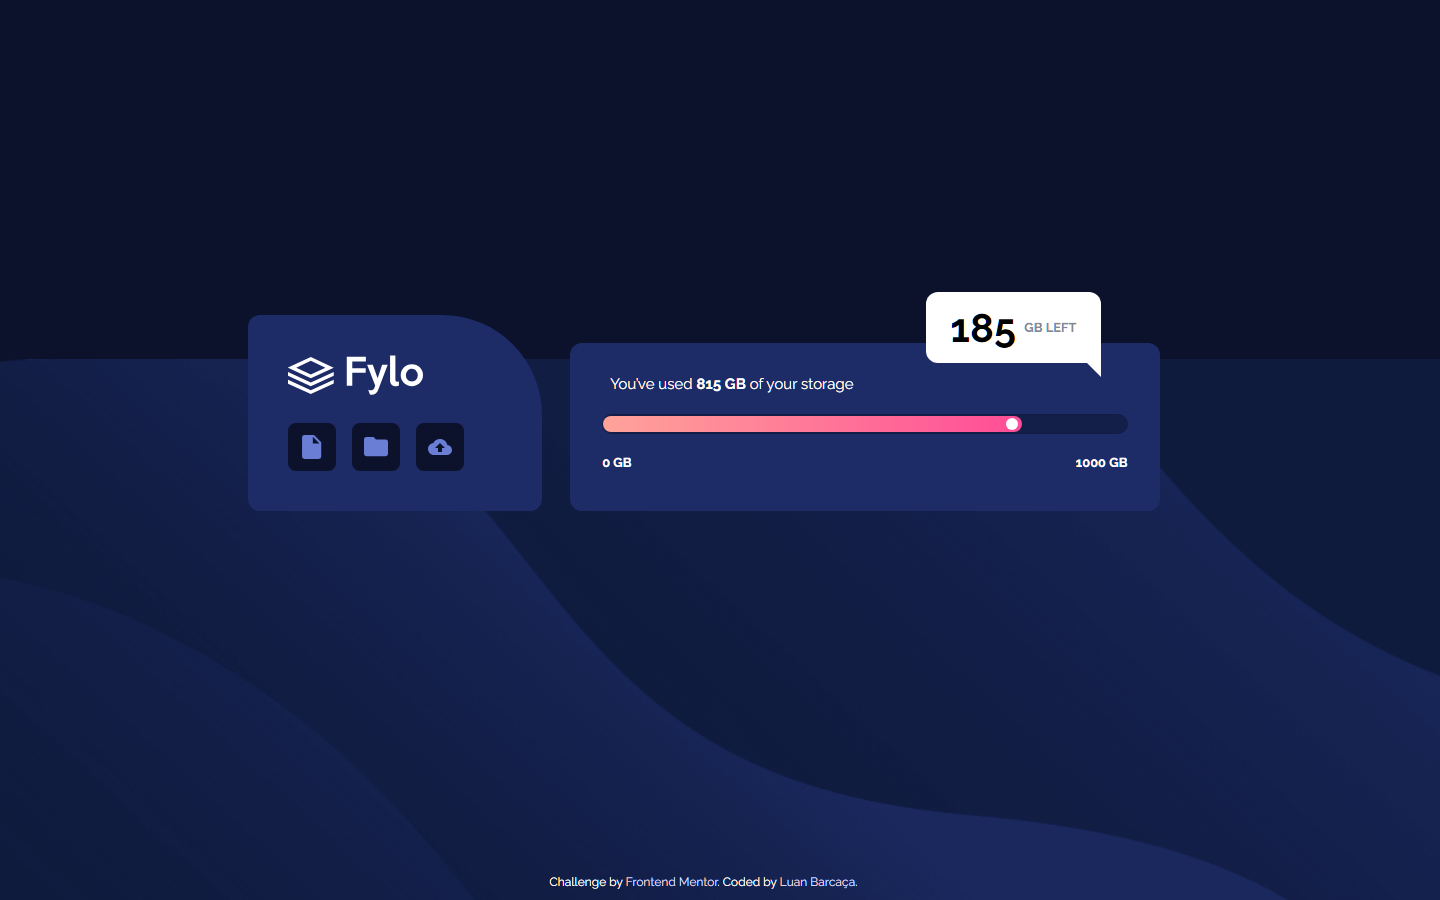 Fylo
185 GB LEFT
You've used 815 GB of your storage
0 GB
1000 GB
Challenge by Frontend Mentor. Coded by Luan Barcaça.